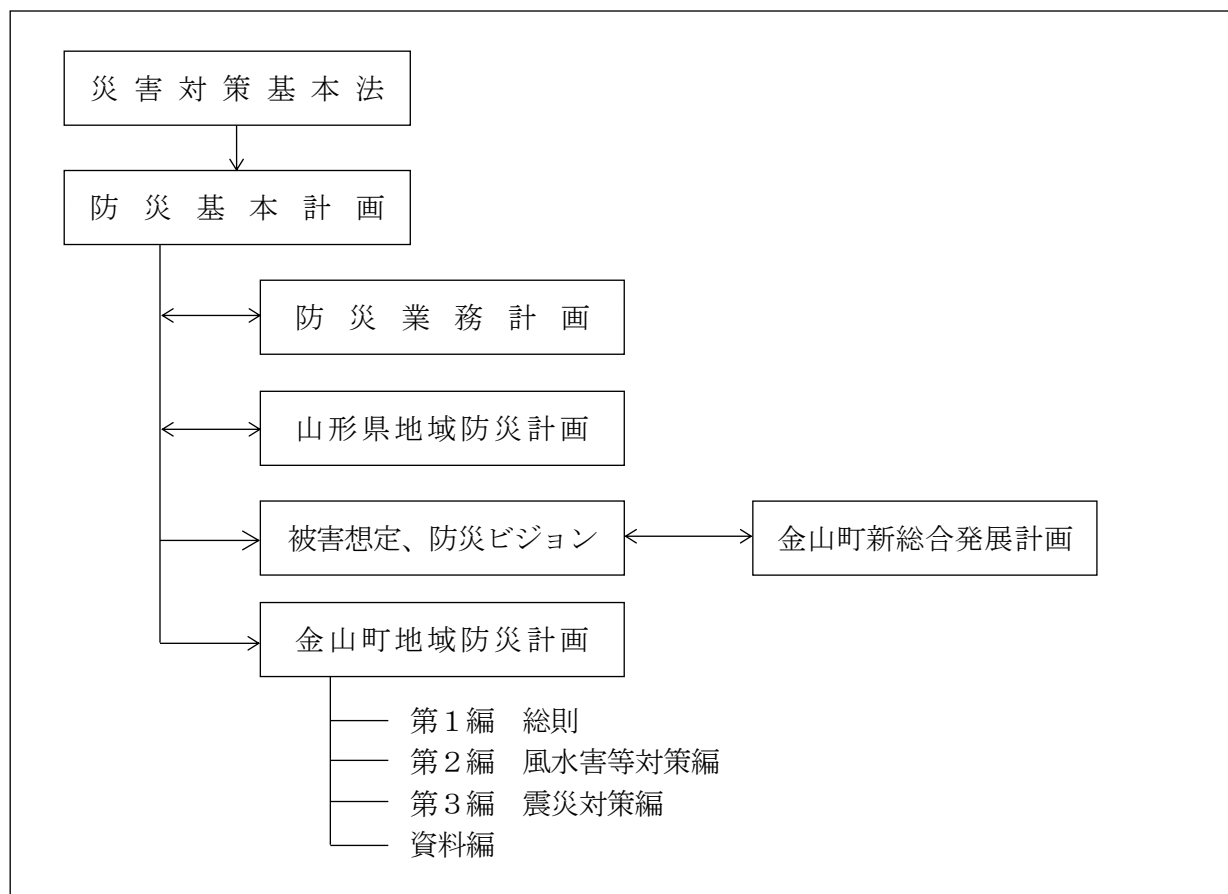 災害対策基本法
防災基本計画
防災業務計画
山形県地域防災計画
被害想定、防災ビジョン
金山町新総合発展計画
金山町地域防災計画
第１編　総則
第２編　風水害等対策編
第３編　震災対策編
資料編